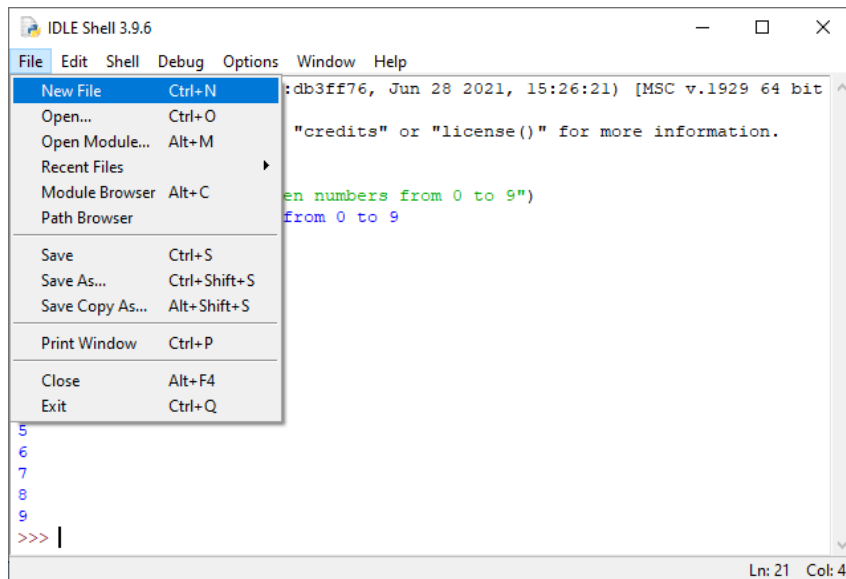 IDLE Shell 3.9.6
File Edit Shell Debug Options Window Help
New File Ctrl+N
:db3ff76, Jun 28 2021, 15:26:21) [MSC v.1929 64 bit
Open... Ctrl+O
"credits" or "license()" for more information.
Open Module... Alt+M
Recent Files
Module Browser Alt+C
en numbers from 0 to 9")
Path Browser
from 0 to 9
Save Ctrl+S
Save As... Ctrl+Shift+S
Save Copy As... Alt+Shift+S
Print Window Ctrl+P
Close Alt+F4
Exit Ctrl+Q
5
6
7
8
9
>>>
Ln: 21 Col: 4